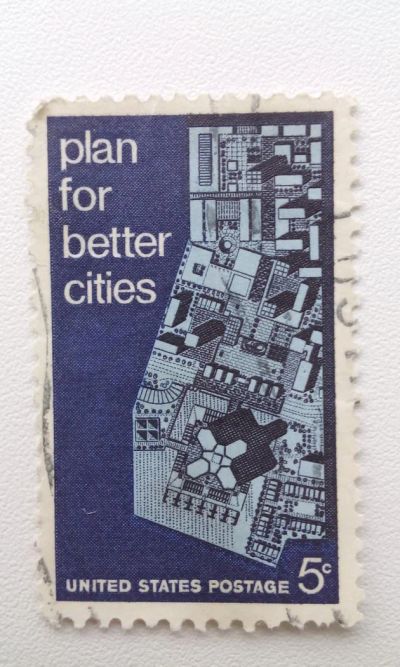 plan
for
better
cities
UNITED STATES POSTAGE 5c